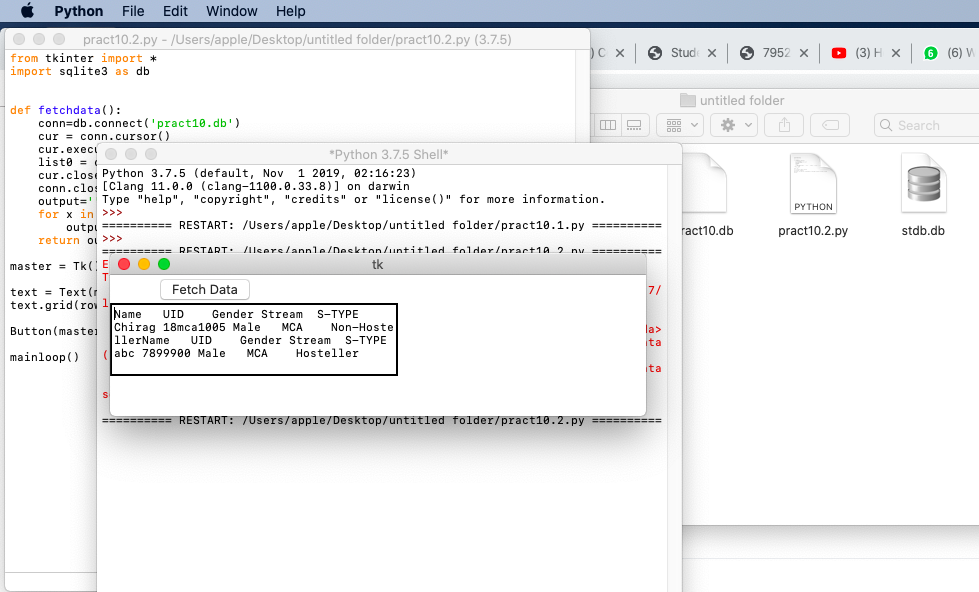 Python File Edit Window Help
pract10.2.py - /Users/apple/Desktop/untitled folder/pract10.2.py (3.7.5)
from tkinter import *
import sqlite3 as db
def fetchdata():
conn=db.connect('pract10.db')
cur = conn.cursor()
cur.execu
list0 = c
cur.close
conn.clos
output='
for x in
outpu
return ou
master = Tk()
text = Text(m
text.grid(row
Button(master
mainloop()
*Python 3.7.5 Shell*
Python 3.7.5 (default, Nov  1 2019, 02:16:23)
[Clang 11.0.0 (clang-1100.0.33.8)] on darwin
Type "help", "copyright", "credits" or "license()" for more information.
>>>
========== RESTART: /Users/apple/Desktop/untitled folder/pract10.1.py ==========
>>>
========== RESTART: /Users/apple/Desktop/untitled folder/pract10.2.py ==========
E
T
7/
l
da>
ata
(
ata
s
========== RESTART: /Users/apple/Desktop/untitled folder/pract10.2.py ==========
tk
Fetch Data
Name   UID    Gender Stream  S-TYPE
Chirag 18mca1005 Male   MCA    Non-Hoste
llerName   UID    Gender Stream  S-TYPE
abc 7899900 Male   MCA    Hosteller
) C
Stud
7952
(3) H
6 (6) W
untitled folder
Search
ract10.db
PYTHON
pract10.2.py
stdb.db